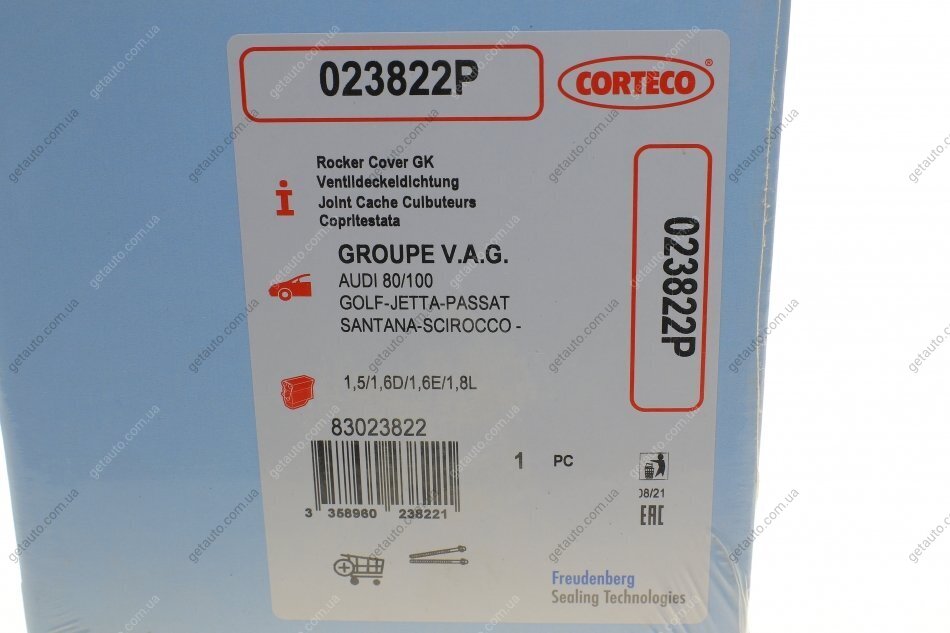 023822P
CORTECO®
Rocker Cover GK
Ventildeckeldichtung
Joint Cache Culbuteurs
Copritestata
GROUPE V.A.G.
AUDI 80/100
GOLF-JETTA-PASSAT
SANTANA-SCIROCCO -
023822P
1,5/1,6D/1,6E/1,8L
83023822
3 358960 238221
1 PC
08/21
EAC
Freudenberg
Sealing Technologies
getauto.com.ua